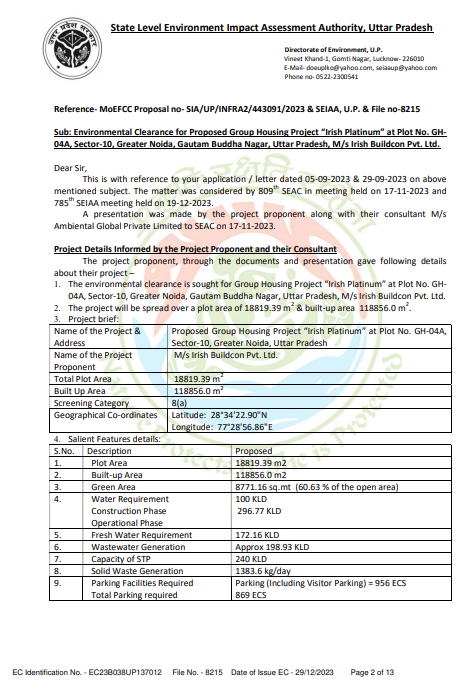 State Level Environment Impact Assessment Authority, Uttar Pradesh
Directorate of Environment, U.P.
Vineet Khand-1, Gomti Nagar, Lucknow- 226010
E-Mail- doeuplko@yahoo.com, seiaaup@yahoo.com
Phone no- 0522-2300541
Reference- MoEFCC Proposal no- SIA/UP/INFRA2/443091/2023 & SEIAA, U.P. & File no-8215
Sub: Environmental Clearance for Proposed Group Housing Project "Irish Platinum" at Plot No. GH-
04A, Sector-10, Greater Noida, Gautam Buddha Nagar, Uttar Pradesh, M/s Irish Buildcon Pvt. Ltd.
Dear Sir,
This is with reference to your application / letter dated 05-09-2023 & 29-09-2023 on above
mentioned subject. The matter was considered by 809th SEAC in meeting held on 17-11-2023 and
785th SEIAA meeting held on 19-12-2023.
A presentation was made by the project proponent along with their consultant M/s
Ambiental Global Private Limited to SEAC on 17-11-2023.
Project Details Informed by the Project Proponent and their Consultant
The project proponent, through the documents and presentation gave following details
about their project –
1. The environmental clearance is sought for Group Housing Project "Irish Platinum" at Plot No. GH-
04A, Sector-10, Greater Noida, Gautam Buddha Nagar, Uttar Pradesh, M/s Irish Buildcon Pvt. Ltd.
2. The project will be spread over a plot area of 18819.39 m2 & built-up area 118856.0 m2.
3. Project brief:
Name of the Project & Address Proposed Group Housing Project "Irish Platinum" at Plot No. GH-04A, Sector-10, Greater Noida, Gautam Buddha Nagar, Uttar Pradesh
Name of the Project Proponent M/s Irish Buildcon Pvt. Ltd.
Total Plot Area 18819.39 m2
Built Up Area 118856.0 m2
Screening Category 8(a)
Geographical Co-ordinates Latitude: 28°34'22.90"N
Longitude: 77°28'56.86"E
4. Salient Features details:
S.No. Description Proposed
1. Plot Area 18819.39 m2
2. Built-up Area 118856.0 m2
3. Green Area 8771.16 sq.mt (60.63 % of the open area)
4. Water Requirement 100 KLD
Construction Phase 296.77 KLD
Operational Phase
5. Fresh Water Requirement 172.16 KLD
6. Wastewater Generation Approx 198.93 KLD
7. Capacity of STP 240 KLD
8. Solid Waste Generation 1383.6 kg/day
9. Parking Facilities Required Parking (Including Visitor Parking) = 956 ECS
Total Parking required 869 ECS
EC Identification No. - EC23B038UP137012 File No. - 8215 Date of Issue EC - 29/12/2023 Page 2 of 13